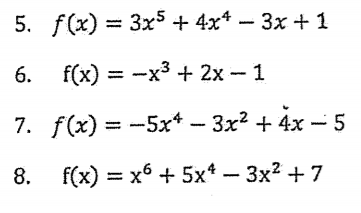 5. f(x) = 3x⁵ + 4x⁴ − 3x + 1
6. f(x) = −x³ + 2x − 1
7. f(x) = −5x⁴ − 3x² + 4x − 5
8. f(x) = x⁶ + 5x⁴ − 3x² + 7